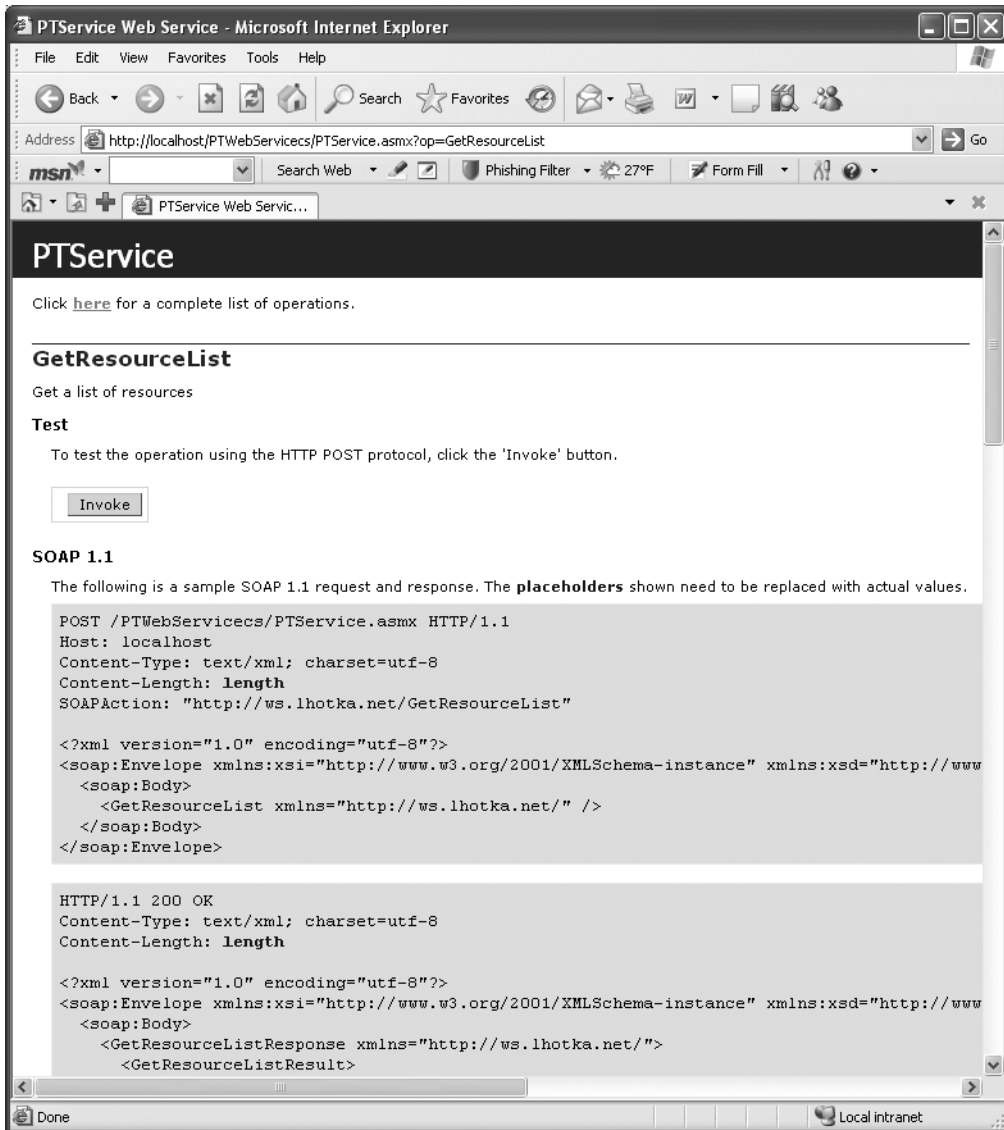 PTService Web Service - Microsoft Internet Explorer
File Edit View Favorites Tools Help
Back Search Favorites
Address http://localhost/PTWebServicecs/PTService.asmx?op=GetResourceList Go
msn Search Web Phishing Filter 27°F Form Fill
PTService Web Servic...
PTService
Click here for a complete list of operations.
GetResourceList
Get a list of resources
Test
To test the operation using the HTTP POST protocol, click the 'Invoke' button.
Invoke
SOAP 1.1
The following is a sample SOAP 1.1 request and response. The placeholders shown need to be replaced with actual values.
POST /PTWebServicecs/PTService.asmx HTTP/1.1
Host: localhost
Content-Type: text/xml; charset=utf-8
Content-Length: length
SOAPAction: "http://ws.lhotka.net/GetResourceList"
<?xml version="1.0" encoding="utf-8"?>
<soap:Envelope xmlns:xsi="http://www.w3.org/2001/XMLSchema-instance" xmlns:xsd="http://www
<soap:Body>
<GetResourceList xmlns="http://ws.lhotka.net/" />
</soap:Body>
</soap:Envelope>
HTTP/1.1 200 OK
Content-Type: text/xml; charset=utf-8
Content-Length: length
<?xml version="1.0" encoding="utf-8"?>
<soap:Envelope xmlns:xsi="http://www.w3.org/2001/XMLSchema-instance" xmlns:xsd="http://www
<soap:Body>
<GetResourceListResponse xmlns="http://ws.lhotka.net/">
<GetResourceListResult>
Done Local intranet